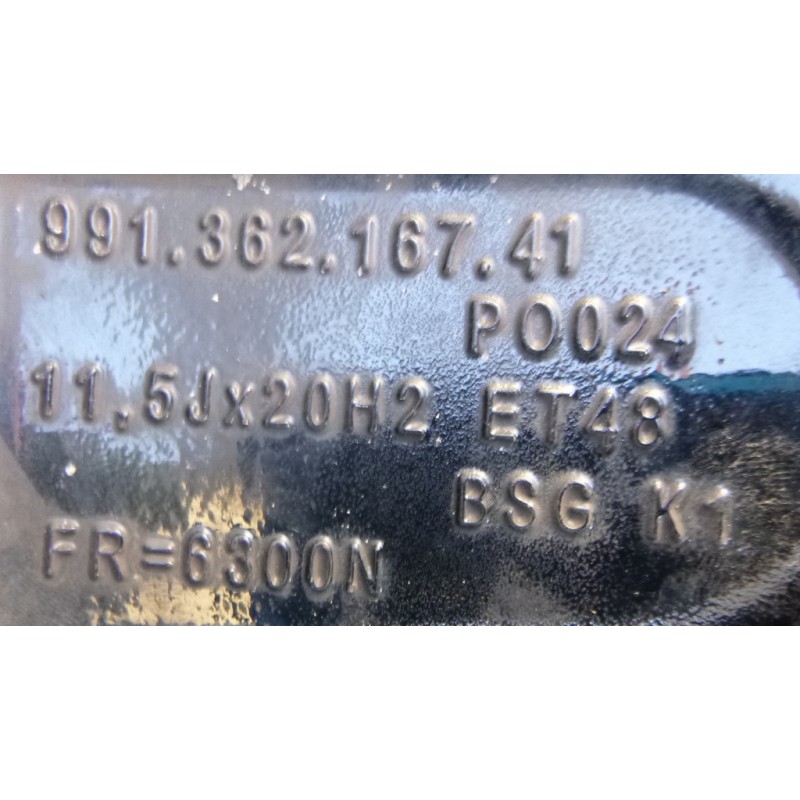 991.362.167.41
PO024
11,5Jx20H2 ET48
BSG K1
FR=6300N